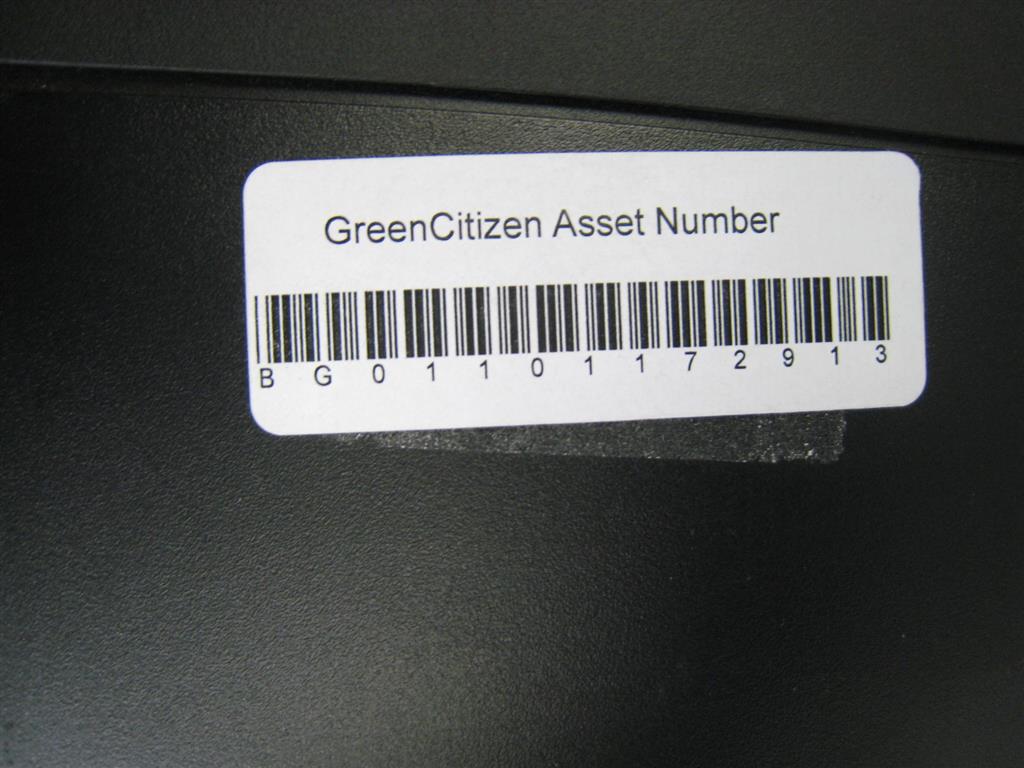 GreenCitizen Asset Number
B G 0 1 1 0 1 1 7 2 9 1 3